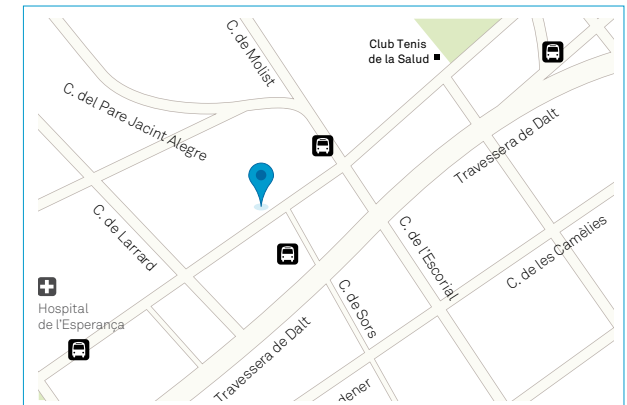 C. de Molist
Club Tenis
de la Salud
C. del Pare Jacint Alegre
Travessera de Dalt
C. de Larrard
C. de l'Escorial
C. de les Camèlies
Hospital
de l'Esperança
C. de Sors
Travessera de Dalt
dener